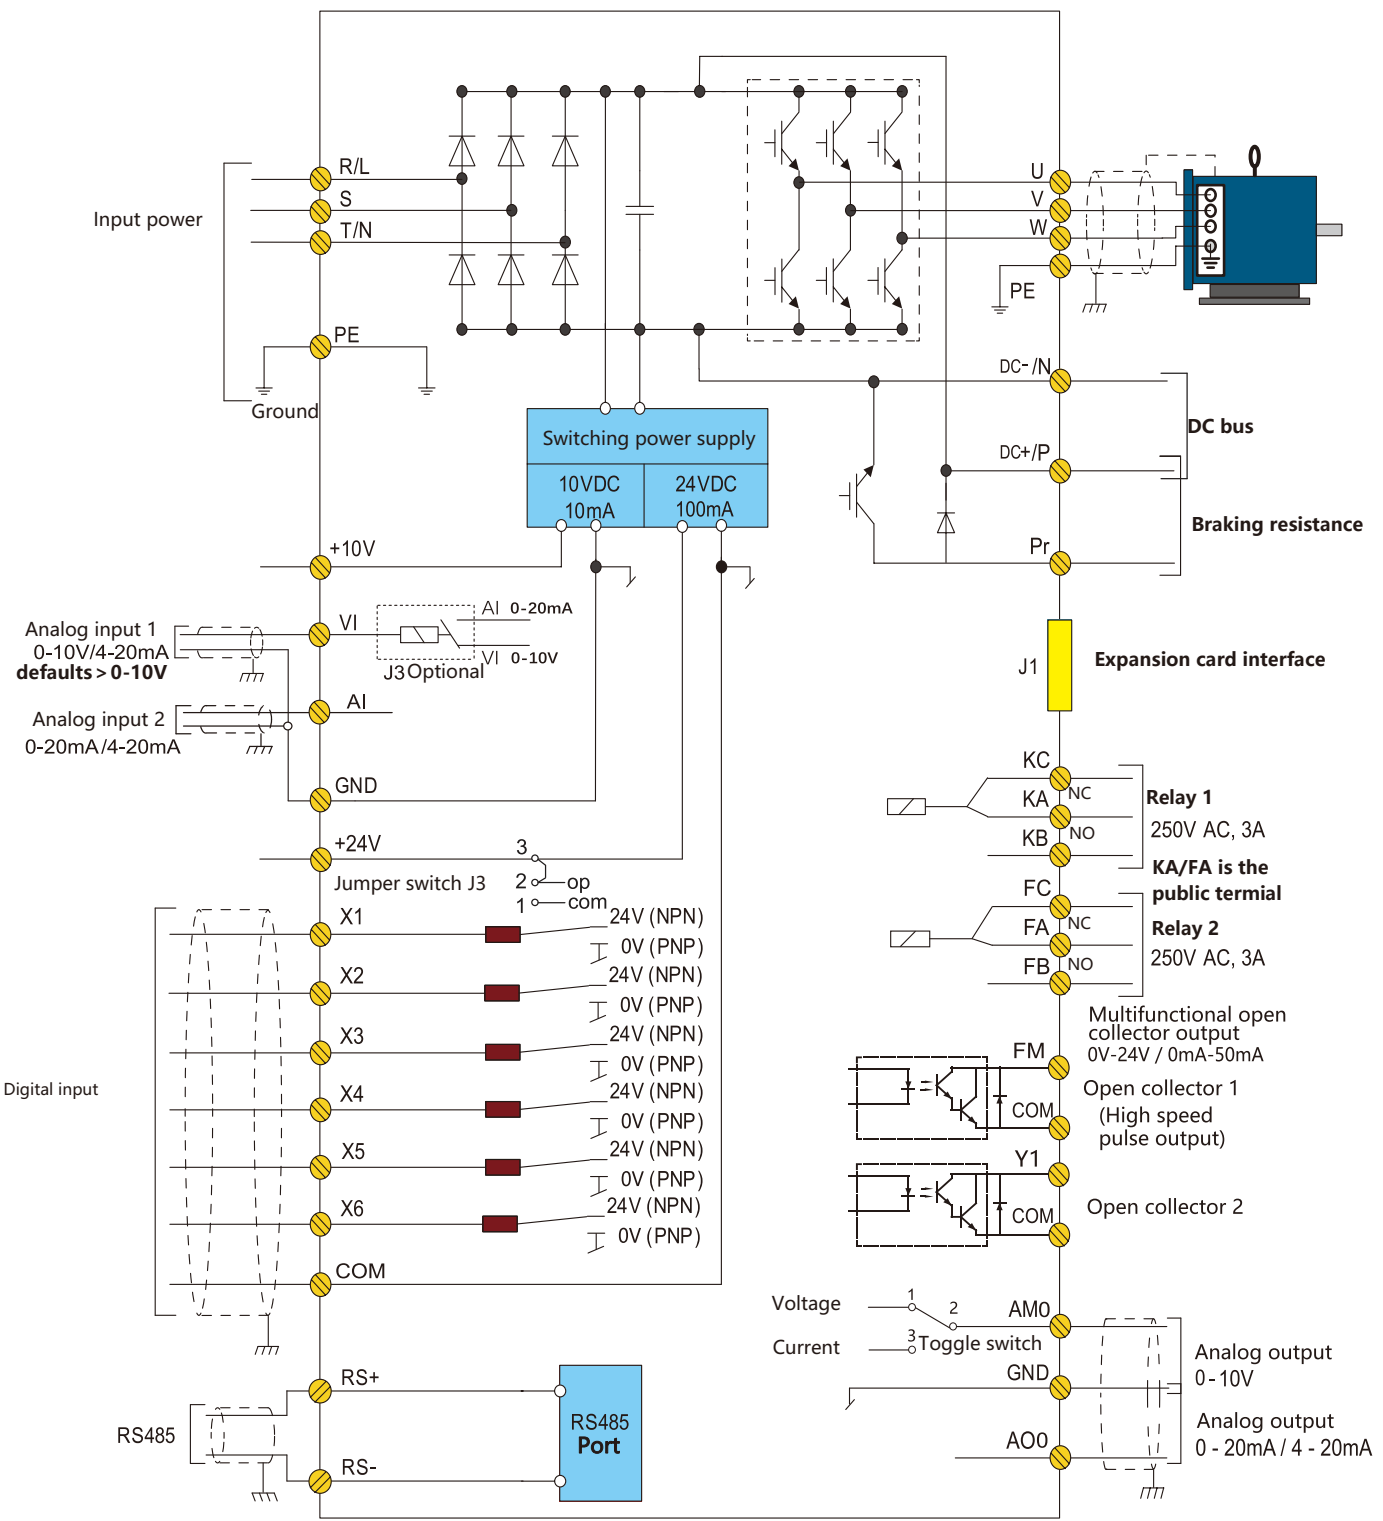 Input power
R/L
S
T/N
PE
Ground
U
V
W
PE
DC-/N
DC bus
DC+/P
Braking resistance
Pr
Switching power supply
10VDC
10mA
24VDC
100mA
+10V
Analog input 1
0-10V/4-20mA
defaults>0-10V
VI
AI 0-20mA
VI 0-10V
J3 Optional
Analog input 2
0-20mA/4-20mA
AI
GND
+24V
Jumper switch J3
3
2
op
1
com
J1
Expansion card interface
KC
NC
KA
NO
KB
Relay 1
250V AC, 3A
KA/FA is the
public termial
FC
NC
FA
NO
FB
Relay 2
250V AC, 3A
Digital input
X1
24V (NPN)
0V (PNP)
X2
24V (NPN)
0V (PNP)
X3
24V (NPN)
0V (PNP)
X4
24V (NPN)
0V (PNP)
X5
24V (NPN)
0V (PNP)
X6
24V (NPN)
0V (PNP)
COM
Multifunctional open
collector output
0V-24V / 0mA-50mA
FM
Open collector 1
(High speed
pulse output)
COM
Y1
Open collector 2
COM
Voltage
1
2
AM0
Current
3
Toggle switch
GND
Analog output
0-10V
AO0
Analog output
0 - 20mA / 4 - 20mA
RS485
RS+
RS-
RS485
Port